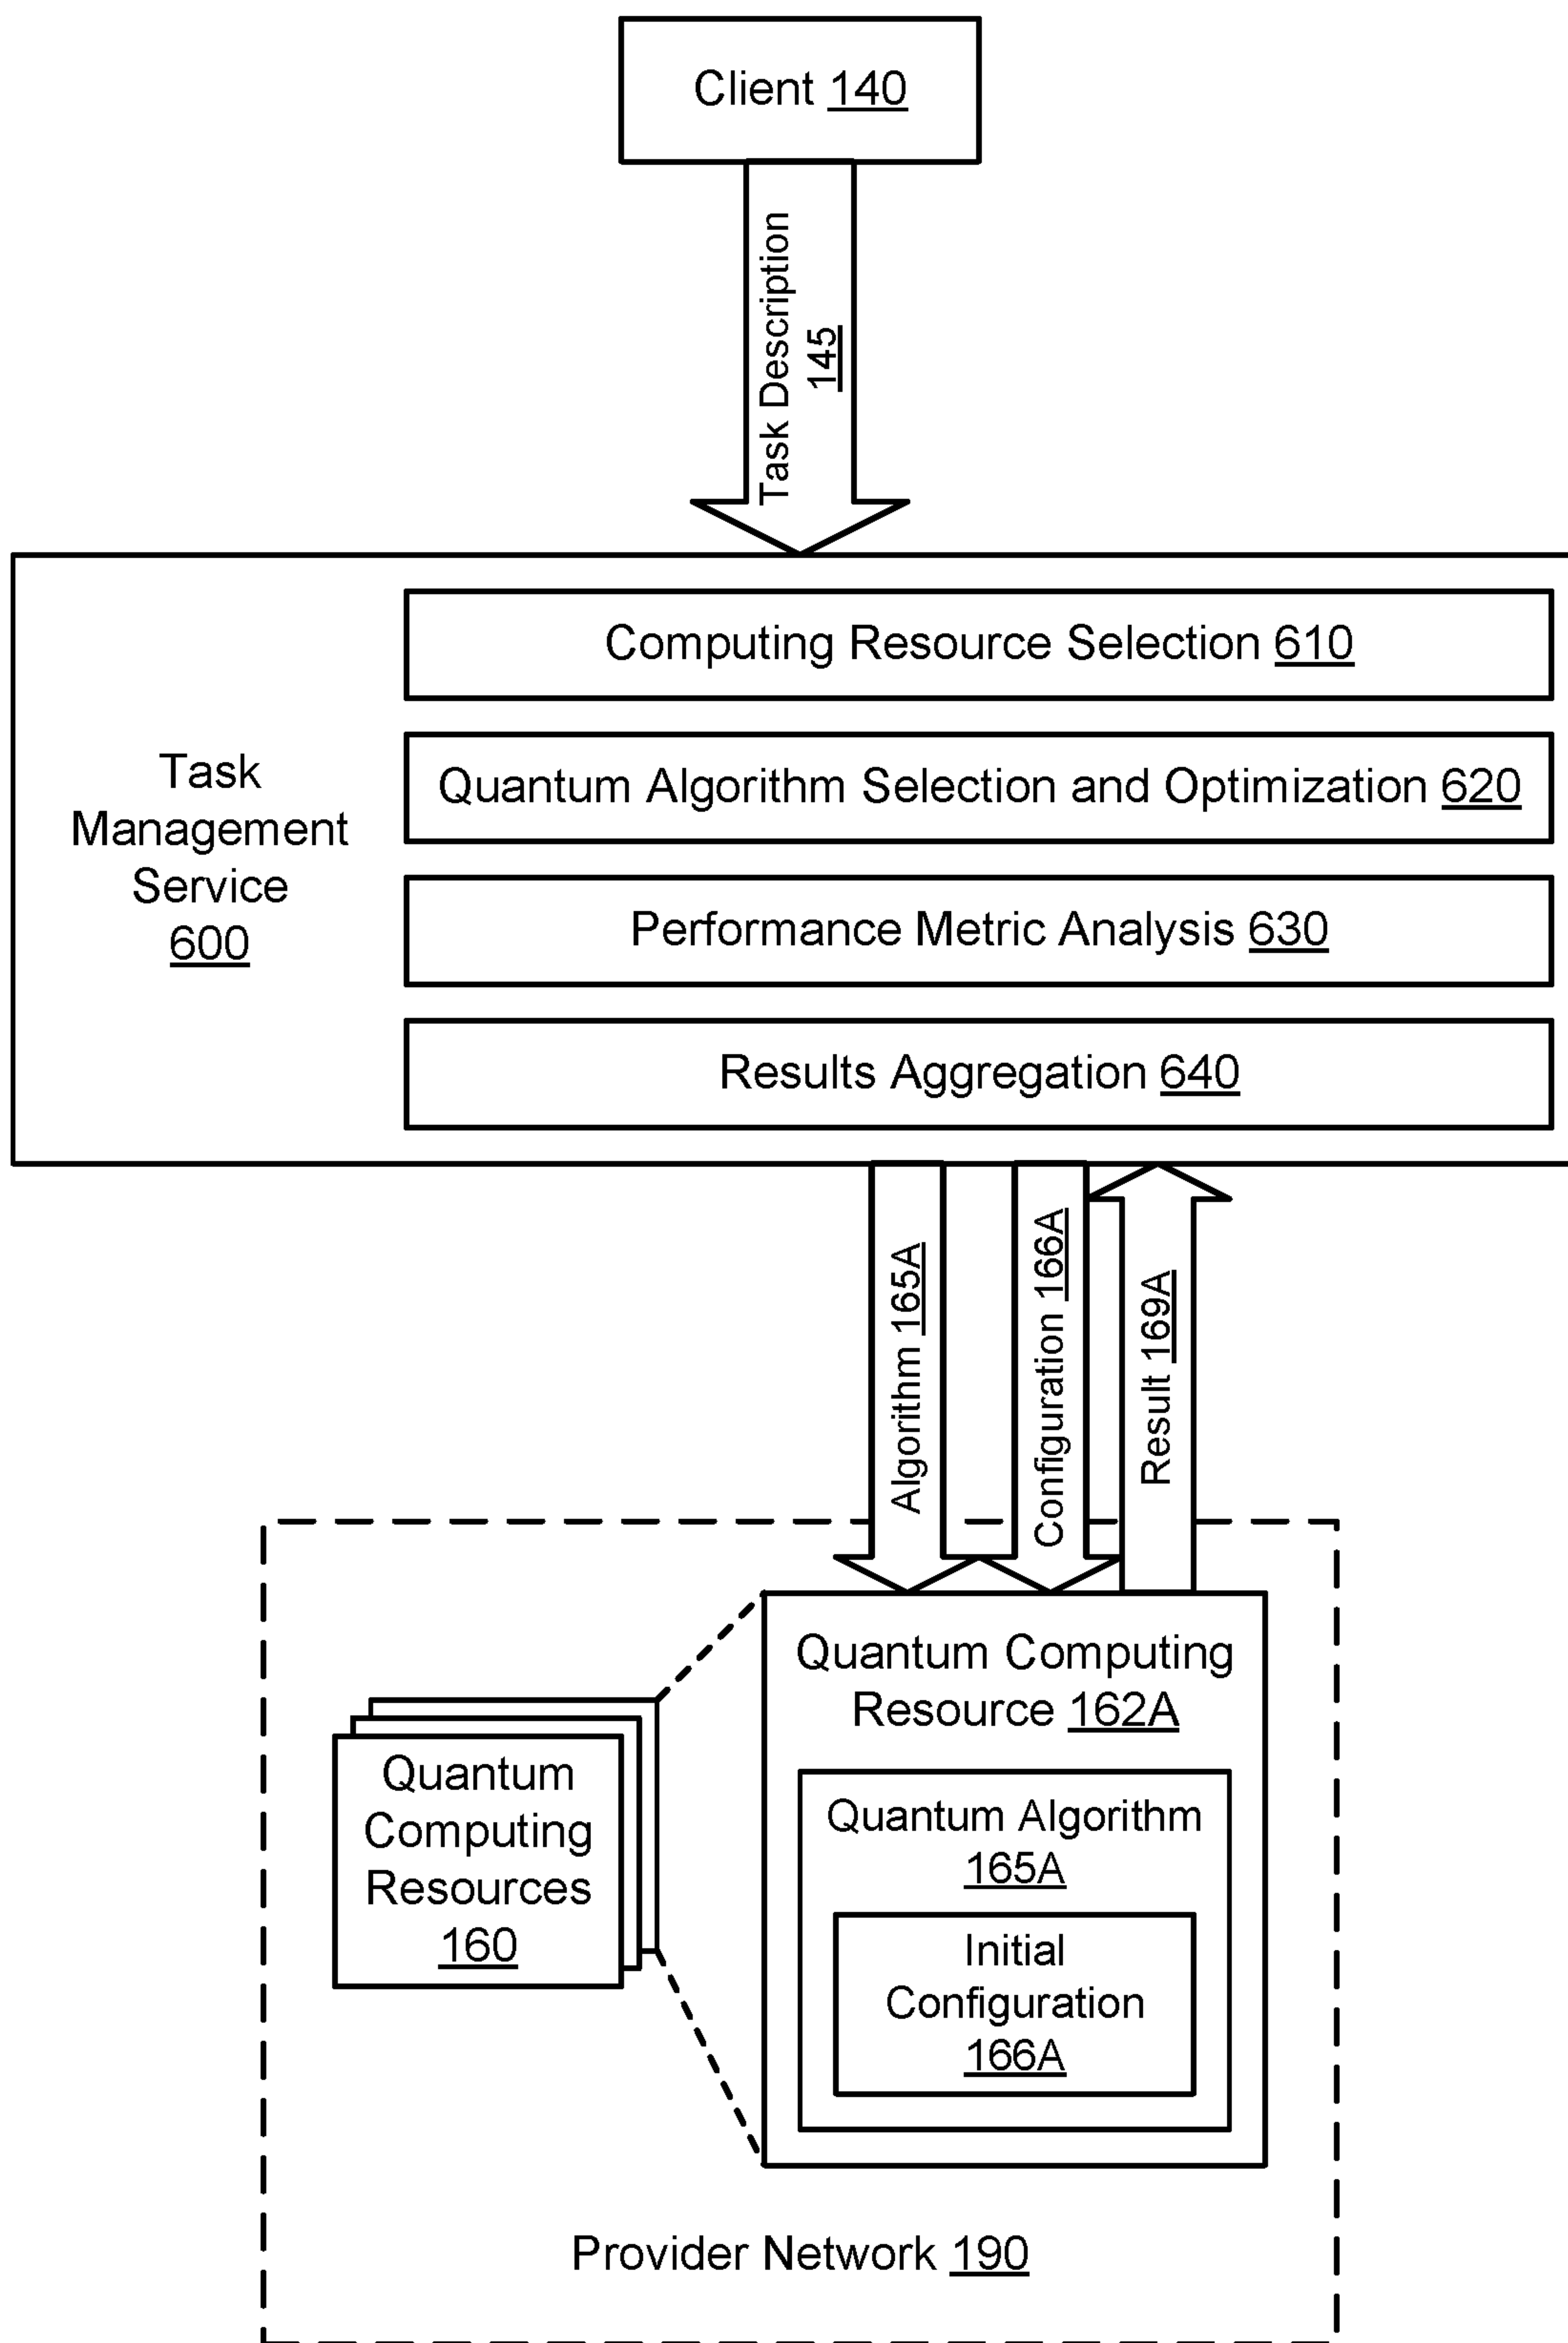 Client 140
Task Description
145
Task
Management
Service
600
Computing Resource Selection 610
Quantum Algorithm Selection and Optimization 620
Performance Metric Analysis 630
Results Aggregation 640
Algorithm 165A
Configuration 166A
Result 169A
Quantum
Computing
Resources
160
Quantum Computing
Resource 162A
Quantum Algorithm
165A
Initial
Configuration
166A
Provider Network 190